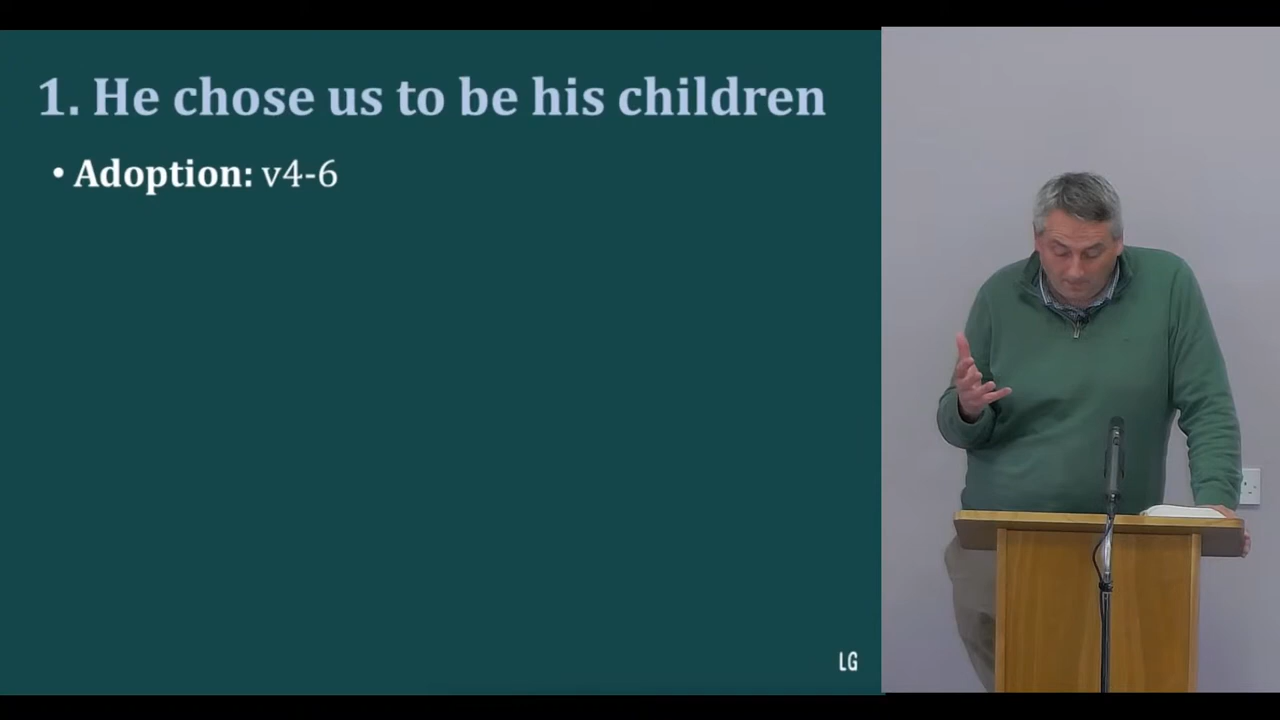 1. He chose us to be his children
• Adoption: v4-6
LG